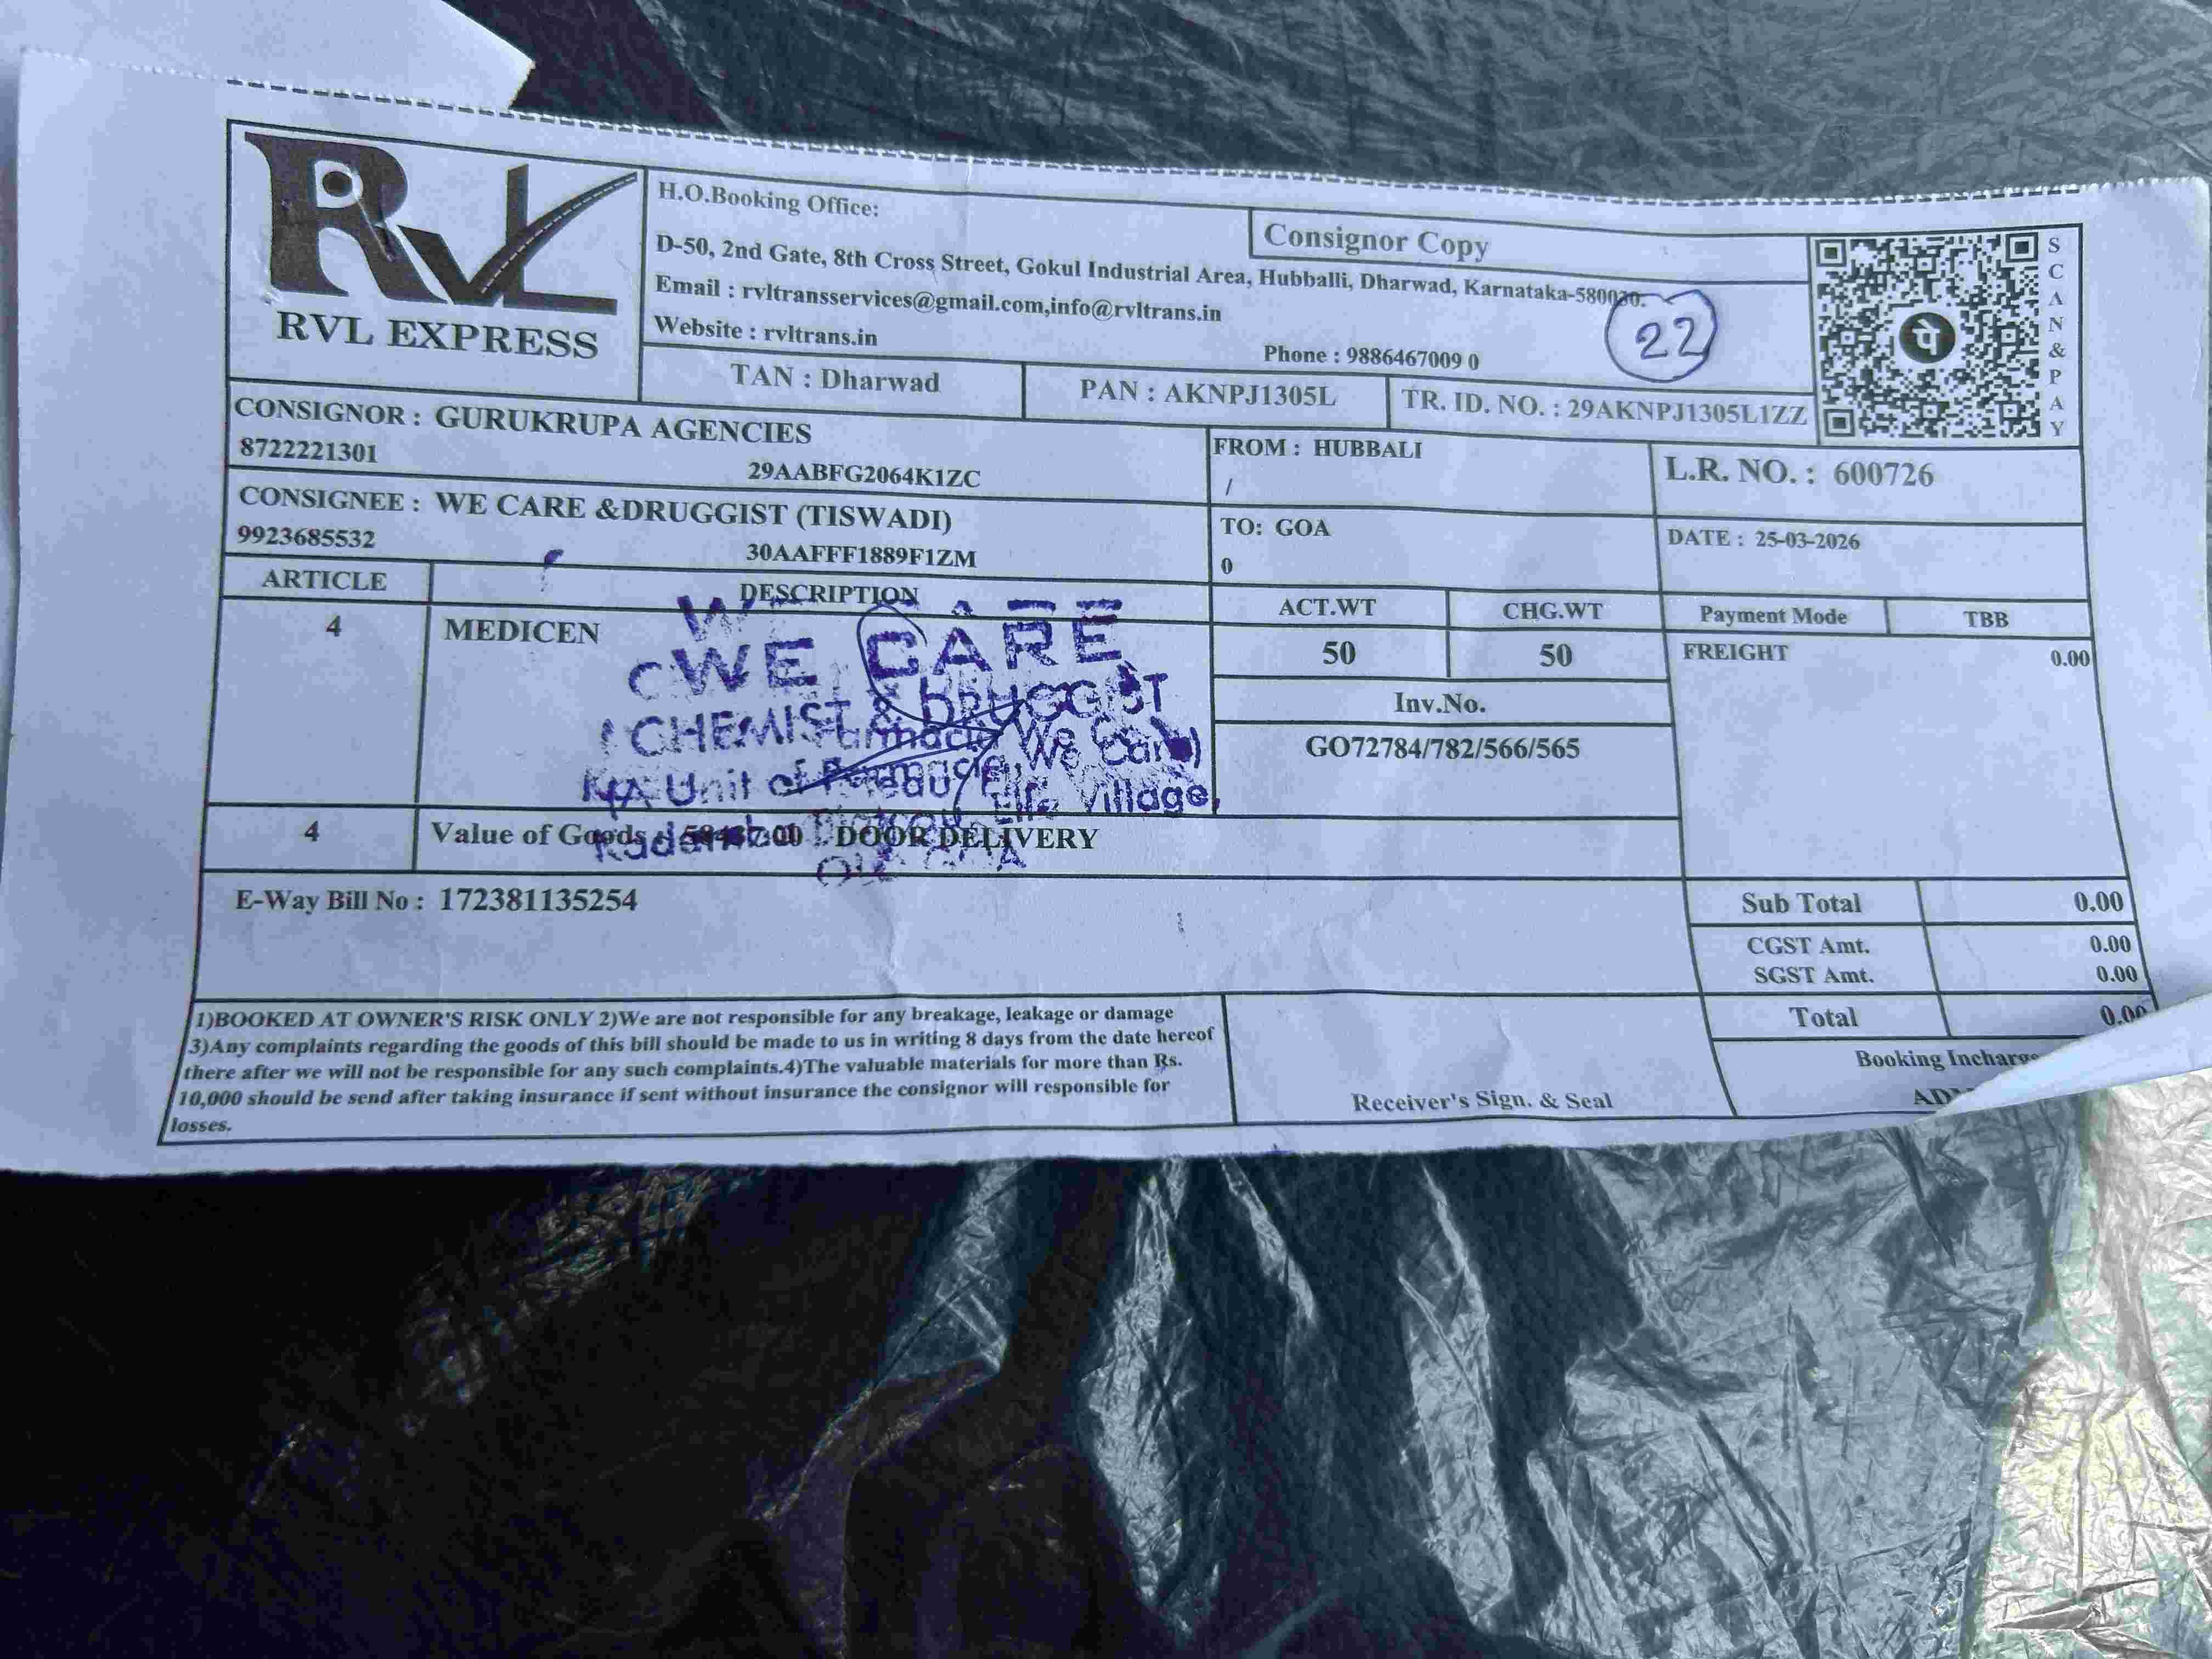 RVL
RVL EXPRESS
H.O.Booking Office:
Consignor Copy
D-50, 2nd Gate, 8th Cross Street, Gokul Industrial Area, Hubballi, Dharwad, Karnataka-580030.
Email : rvltransservices@gmail.com,info@rvltrans.in
Website : rvltrans.in
Phone : 9886467009 0
22
SCAN & PAY
पे
TAN : Dharwad
PAN : AKNPJ1305L
TR. ID. NO. : 29AKNPJ1305L1ZZ
CONSIGNOR : GURUKRUPA AGENCIES
8722221301 29AABFG2064K1ZC
FROM : HUBBALI
/
L.R. NO. : 600726
CONSIGNEE : WE CARE &DRUGGIST (TISWADI)
9923685532 30AAFFF1889F1ZM
TO: GOA
0
DATE : 25-03-2026
ARTICLE DESCRIPTION ACT.WT CHG.WT Payment Mode TBB
4 MEDICEN 50 50 FREIGHT 0.00
Inv.No.
GO72784/782/566/565
WE CARE
CHEMIST & DRUGGIST
Unit of We Care)
Village,
4 Value of Goods : DOOR DELIVERY
E-Way Bill No : 172381135254
Sub Total 0.00
CGST Amt. 0.00
SGST Amt. 0.00
Total 0.00
1)BOOKED AT OWNER'S RISK ONLY 2)We are not responsible for any breakage, leakage or damage
3)Any complaints regarding the goods of this bill should be made to us in writing 8 days from the date hereof
there after we will not be responsible for any such complaints.4)The valuable materials for more than Rs.
10,000 should be send after taking insurance if sent without insurance the consignor will responsible for
losses.
Receiver's Sign. & Seal
Booking